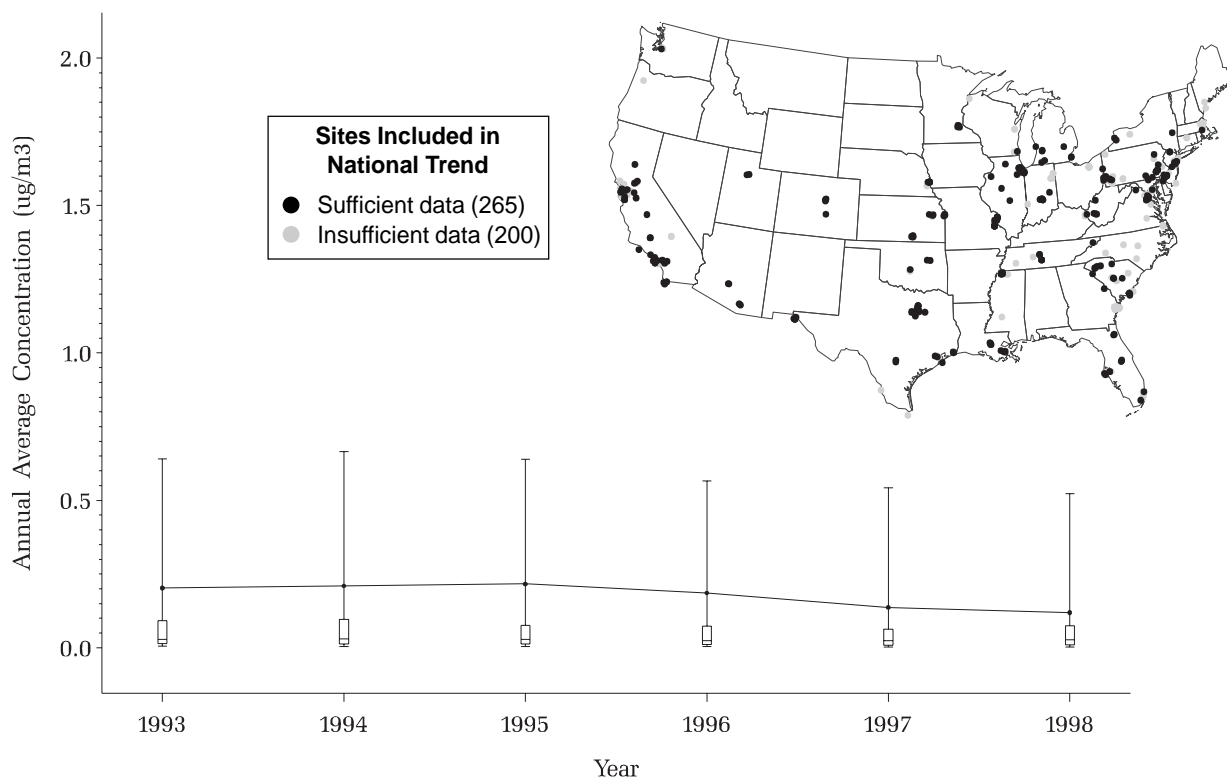 Annual Average Concentration (ug/m3)
2.0
1.5
1.0
0.5
0.0
Sites Included in
National Trend
Sufficient data (265)
Insufficient data (200)
1993 1994 1995 1996 1997 1998
Year